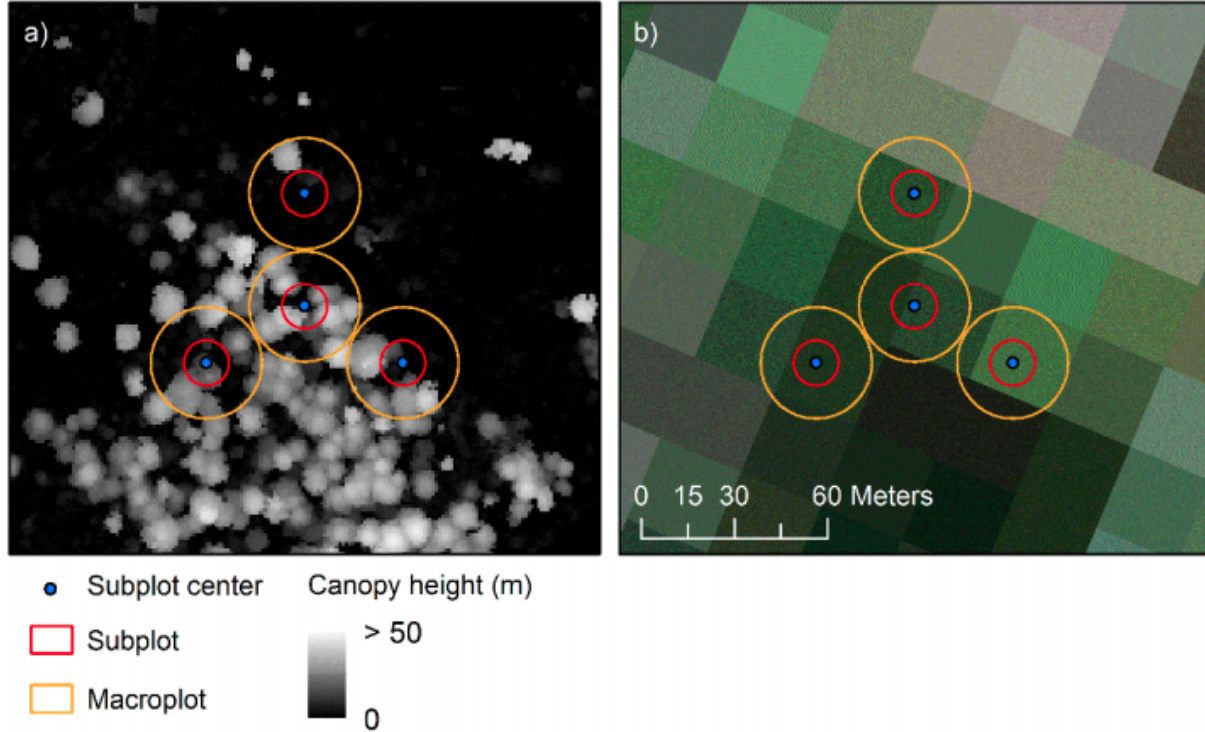 a)
b)
0 15 30 60 Meters
Subplot center
Subplot
Macroplot
Canopy height (m)
> 50
0